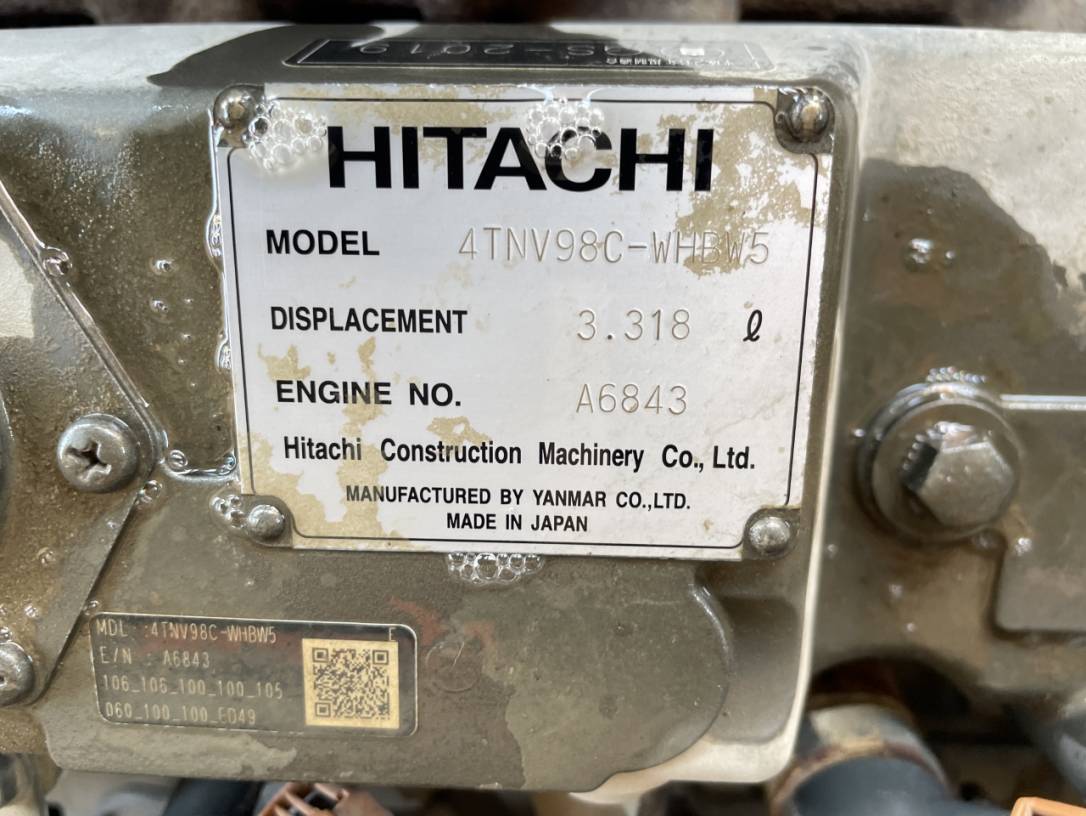 HITACHI
MODEL 4TNV98C-WHBW5
DISPLACEMENT 3.318 ℓ
ENGINE NO. A6843
Hitachi Construction Machinery Co., Ltd.
MANUFACTURED BY YANMAR CO.,LTD.
MADE IN JAPAN
MDL : 4TNV98C-WHBW5 E
E/N : A6843
106_106_100_100_105
D60_100_100_ED49